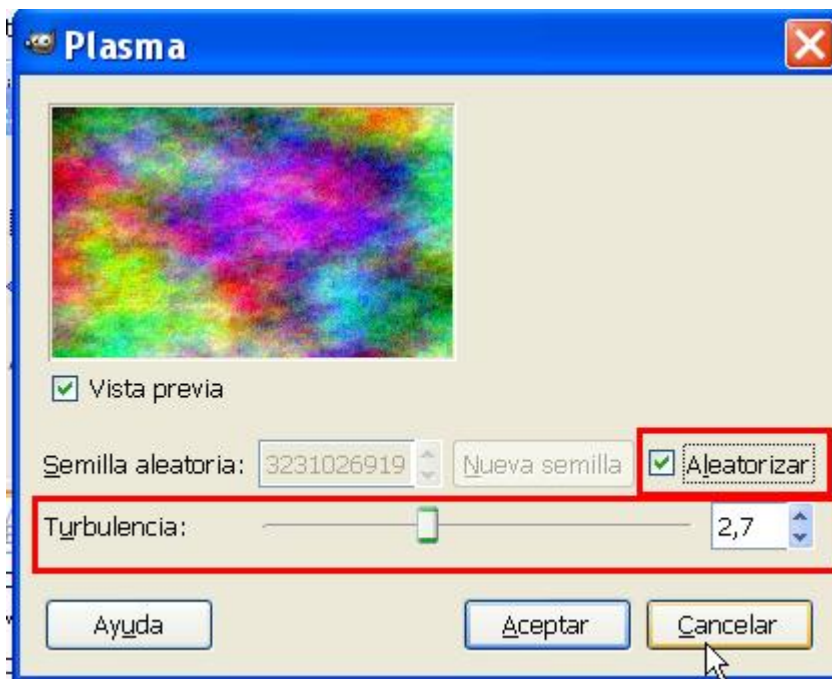 Plasma
Vista previa
Semilla aleatoria: 3231026919 Nueva semilla Aleatorizar
Turbulencia: 2,7
Ayuda Aceptar Cancelar